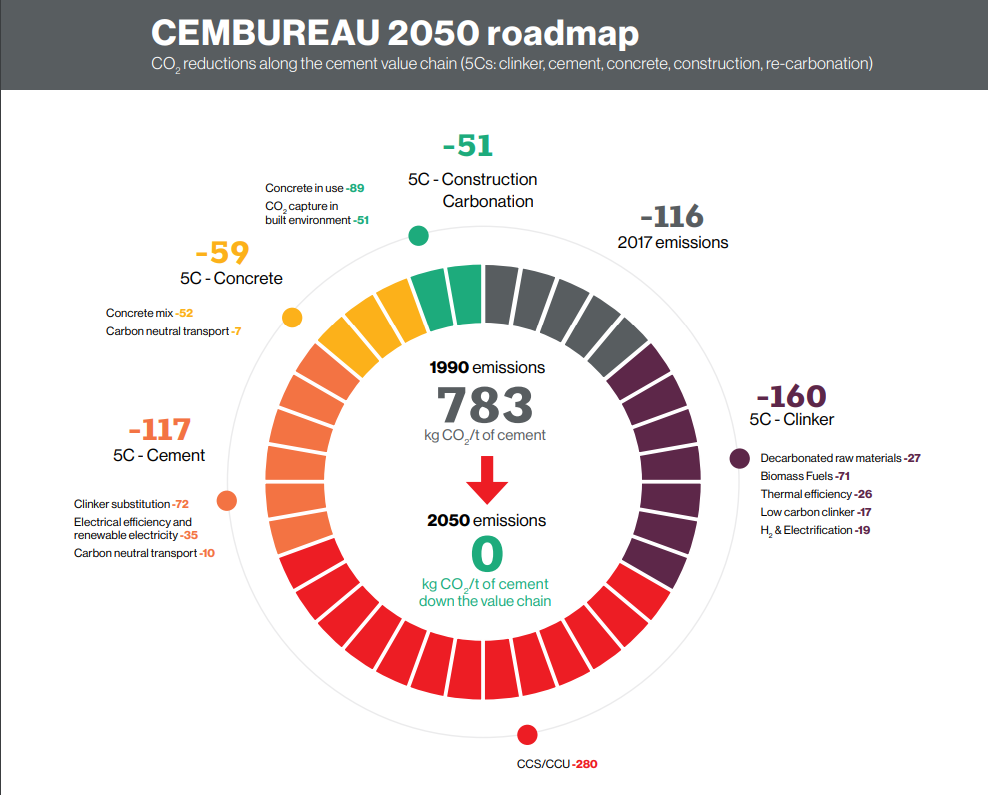 CEMBUREAU 2050 roadmap
CO2 reductions along the cement value chain (5Cs: clinker, cement, concrete, construction, re-carbonation)
-51
5C - Construction
Carbonation
Concrete in use -89
CO2 capture in
built environment -51
-116
2017 emissions
-59
5C - Concrete
Concrete mix -52
Carbon neutral transport -7
1990 emissions
783
kg CO2/t of cement
2050 emissions
0
kg CO2/t of cement
down the value chain
-160
5C - Clinker
Decarbonated raw materials -27
Biomass Fuels -71
Thermal efficiency -26
Low carbon clinker -17
H2 & Electrification -19
-117
5C - Cement
Clinker substitution -72
Electrical efficiency and
renewable electricity -35
Carbon neutral transport -10
CCS/CCU -280